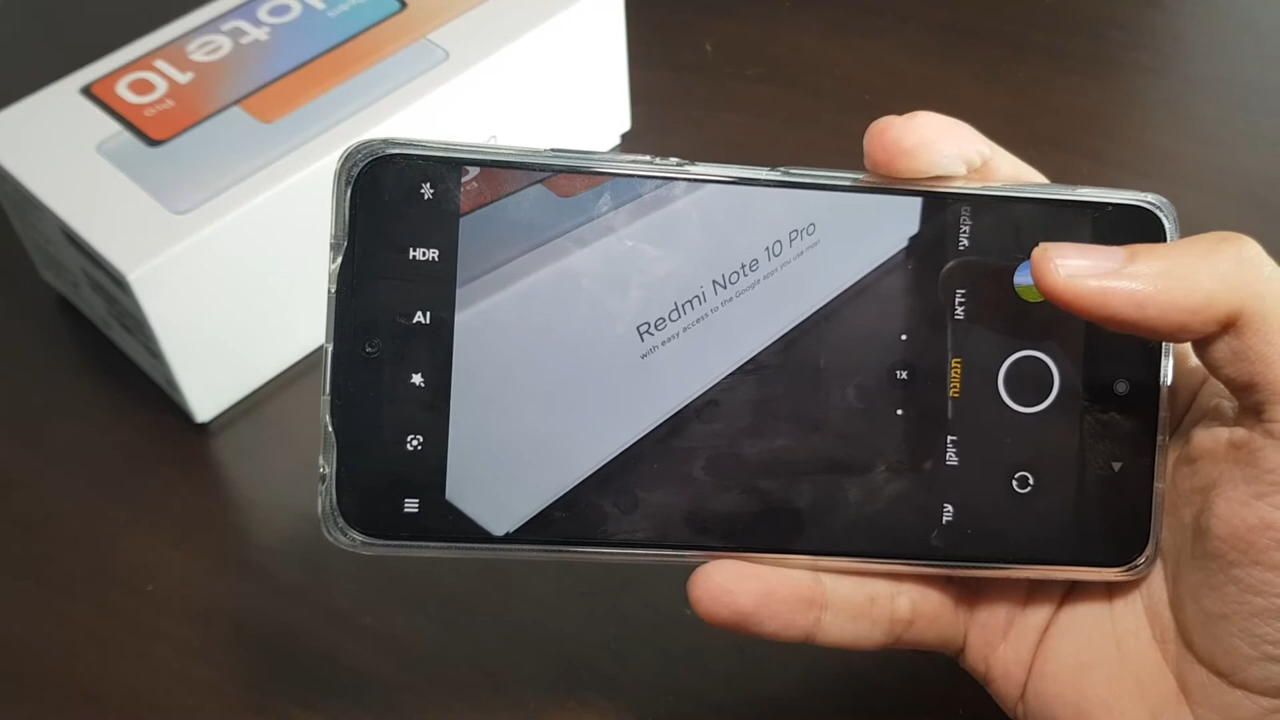 Note 10
Pro
Redmi
HDR
AI
Redmi Note 10 Pro
with easy access to the Google apps you use most
1X
מקצועי
וידאו
תמונה
דיוקן
עוד